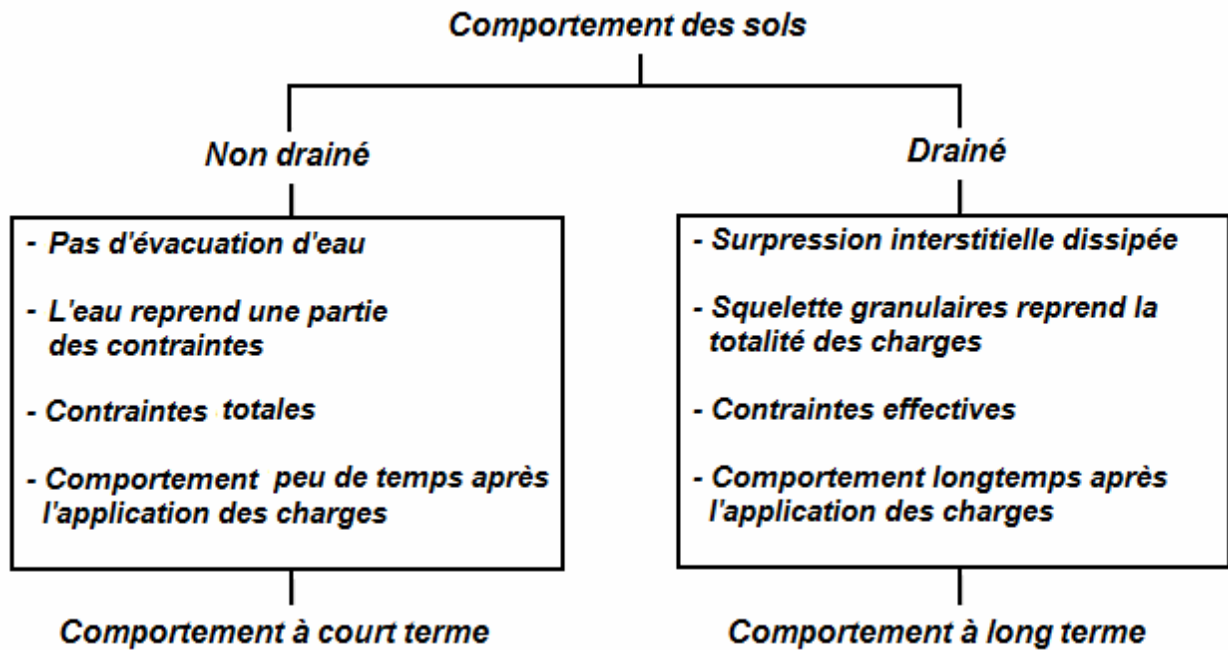 Comportement des sols
Non drainé
- Pas d'évacuation d'eau
- L'eau reprend une partie
des contraintes
- Contraintes totales
- Comportement peu de temps après
l'application des charges
Comportement à court terme
Drainé
- Surpression interstitielle dissipée
- Squelette granulaires reprend la
totalité des charges
- Contraintes effectives
- Comportement longtemps après
l'application des charges
Comportement à long terme